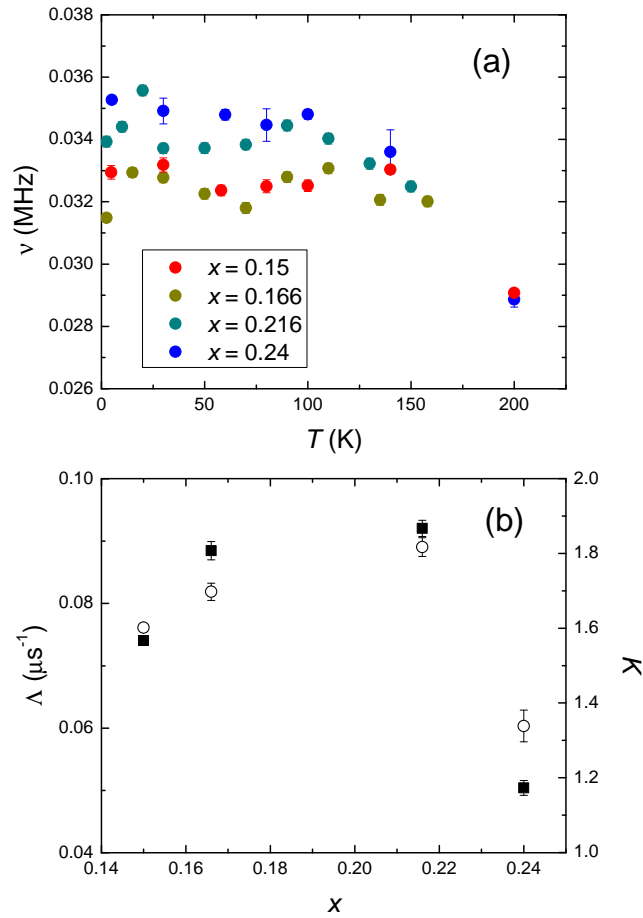 0.038
(a)
0.036
0.034
0.032
0.030
0.028
0.026
ν (MHz)
x = 0.15
x = 0.166
x = 0.216
x = 0.24
0 50 100 150 200
T (K)
0.10 2.0
(b)
1.8
0.08
1.6
Λ (μs⁻¹) K
1.4
0.06
1.2
0.04 1.0
0.14 0.16 0.18 0.20 0.22 0.24
x